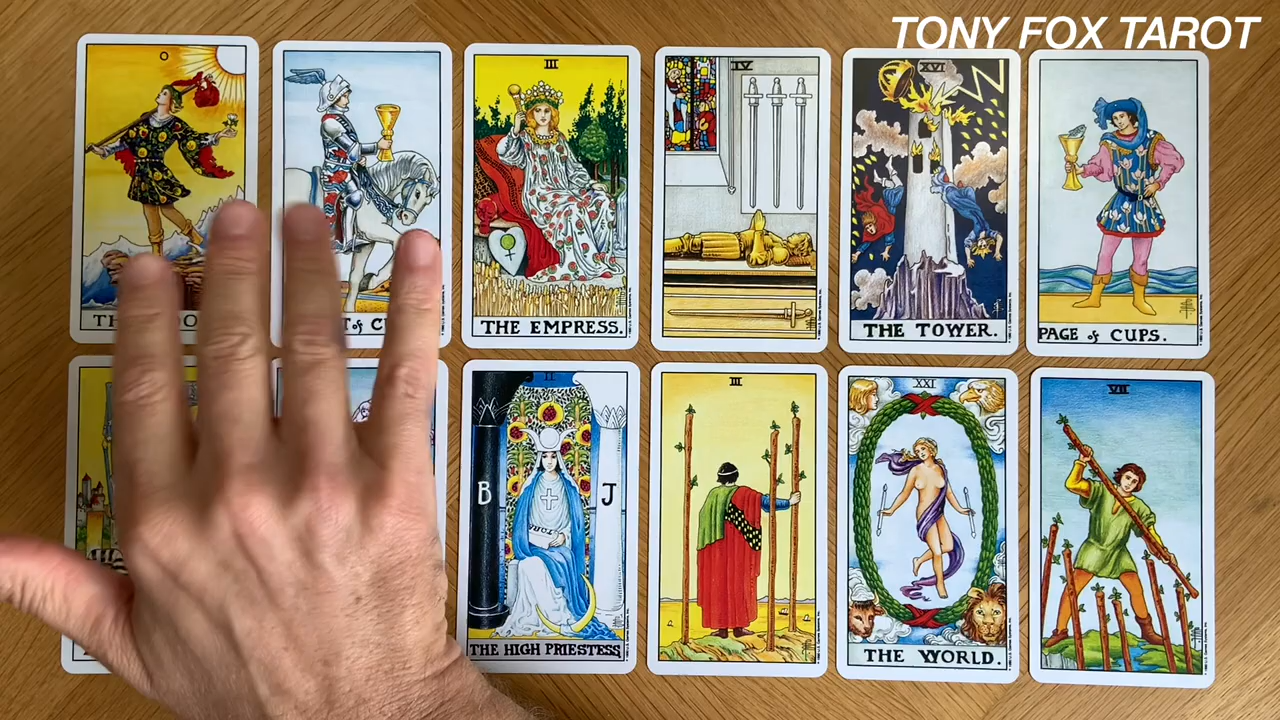 TONY FOX TAROT
O
III
THE EMPRESS.
IV
XVI
THE TOWER.
PAGE of CUPS.
II
B
J
TORA
THE HIGH PRIESTESS
III
XXI
THE WORLD.
VII